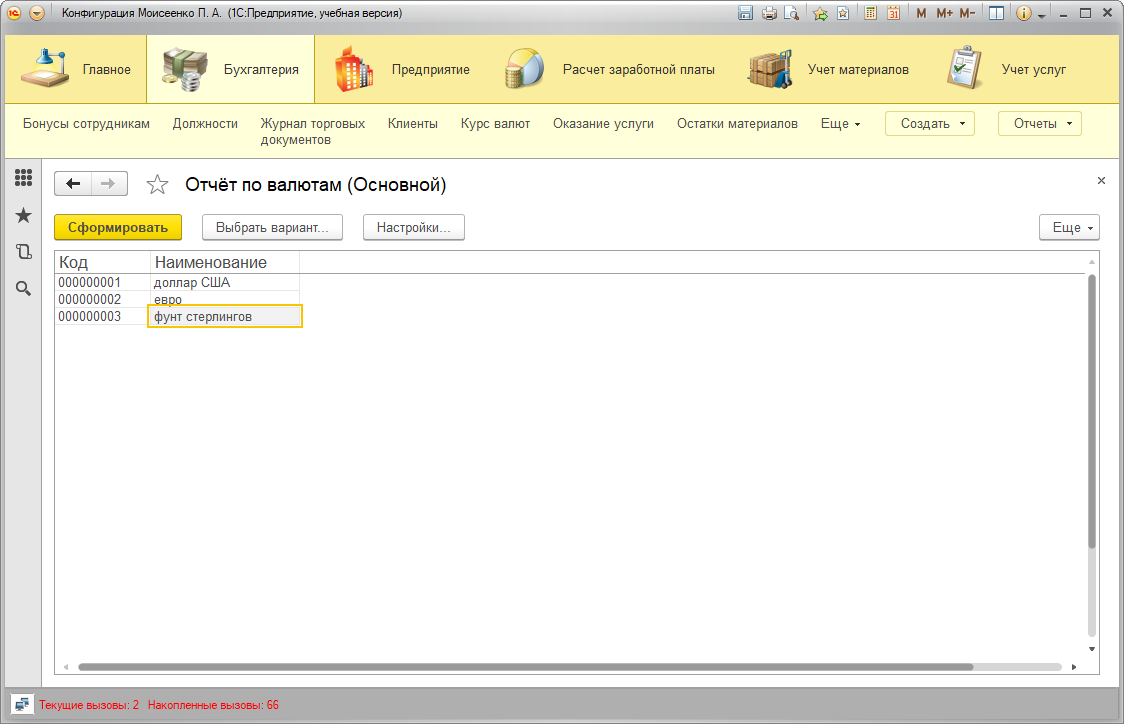 Конфигурация Моисеенко П. А. (1С:Предприятие, учебная версия)
31 M M+ M-
Главное
Бухгалтерия
Предприятие
Расчет заработной платы
Учет материалов
Учет услуг
Бонусы сотрудникам
Должности
Журнал торговых
документов
Клиенты
Курс валют
Оказание услуги
Остатки материалов
Еще
Создать
Отчеты
Отчёт по валютам (Основной)
Сформировать
Выбрать вариант...
Настройки...
Еще
Код Наименование
000000001 доллар США
000000002 евро
000000003 фунт стерлингов
Текущие вызовы: 2 Накопленные вызовы: 66